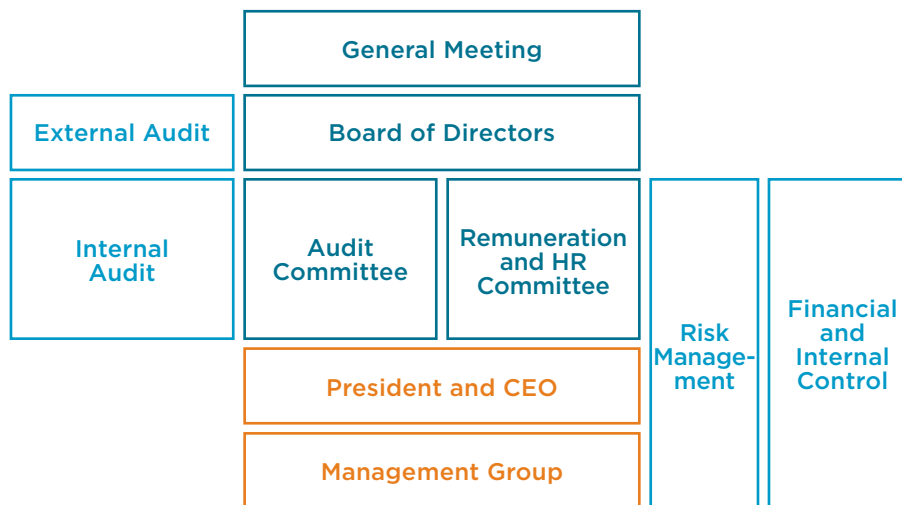 General Meeting
External Audit
Board of Directors
Internal
Audit
Audit
Committee
Remuneration
and HR
Committee
Risk
Manage-
ment
Financial
and
Internal
Control
President and CEO
Management Group